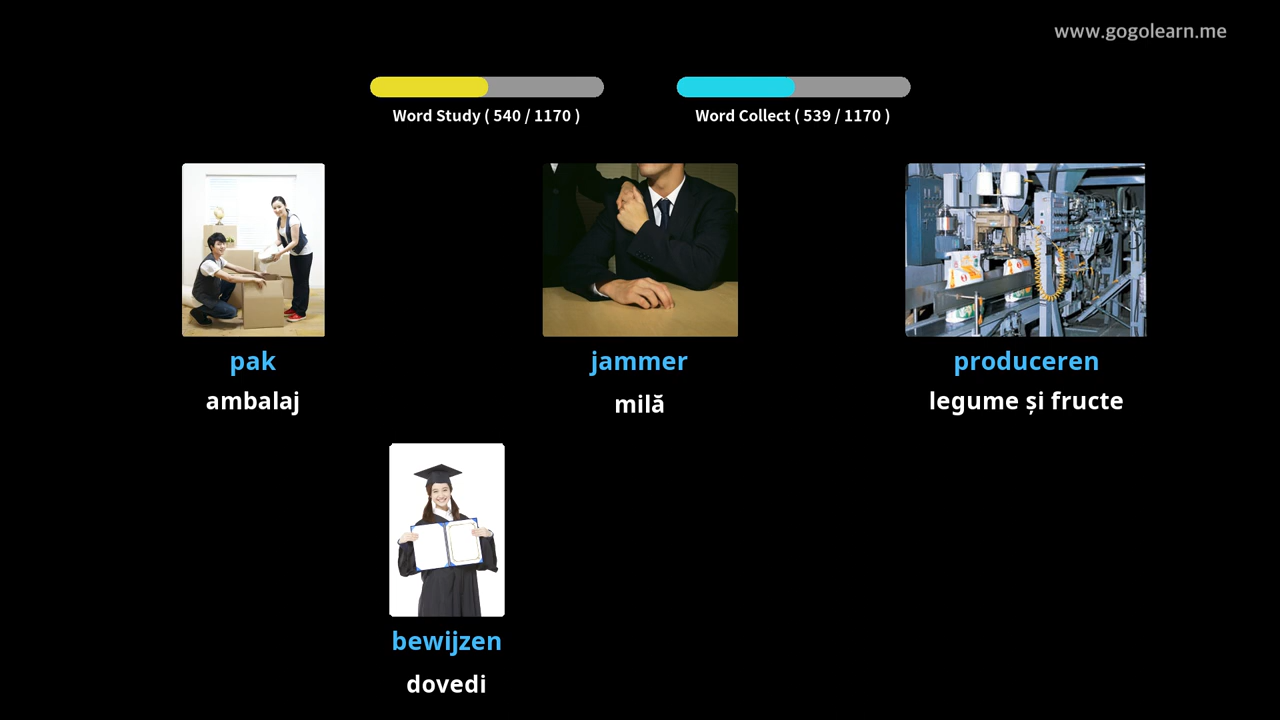 www.gogolearn.me
Word Study ( 540 / 1170 )
Word Collect ( 539 / 1170 )
pak
ambalaj
jammer
milă
produceren
legume și fructe
bewijzen
dovedi